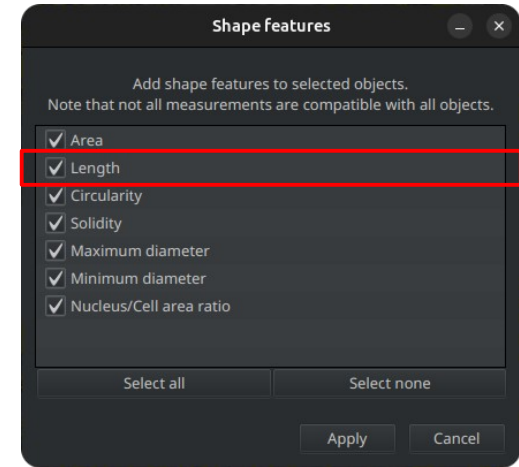 Shape features
Add shape features to selected objects.
Note that not all measurements are compatible with all objects.
Area
Length
Circularity
Solidity
Maximum diameter
Minimum diameter
Nucleus/Cell area ratio
Select all
Select none
Apply
Cancel